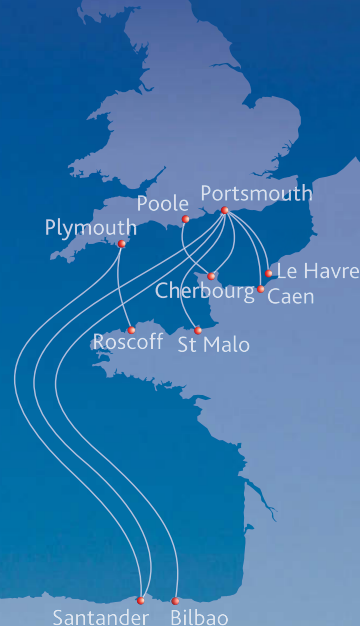 Portsmouth
Poole
Plymouth
Le Havre
Cherbourg
Caen
Roscoff
St Malo
Santander
Bilbao